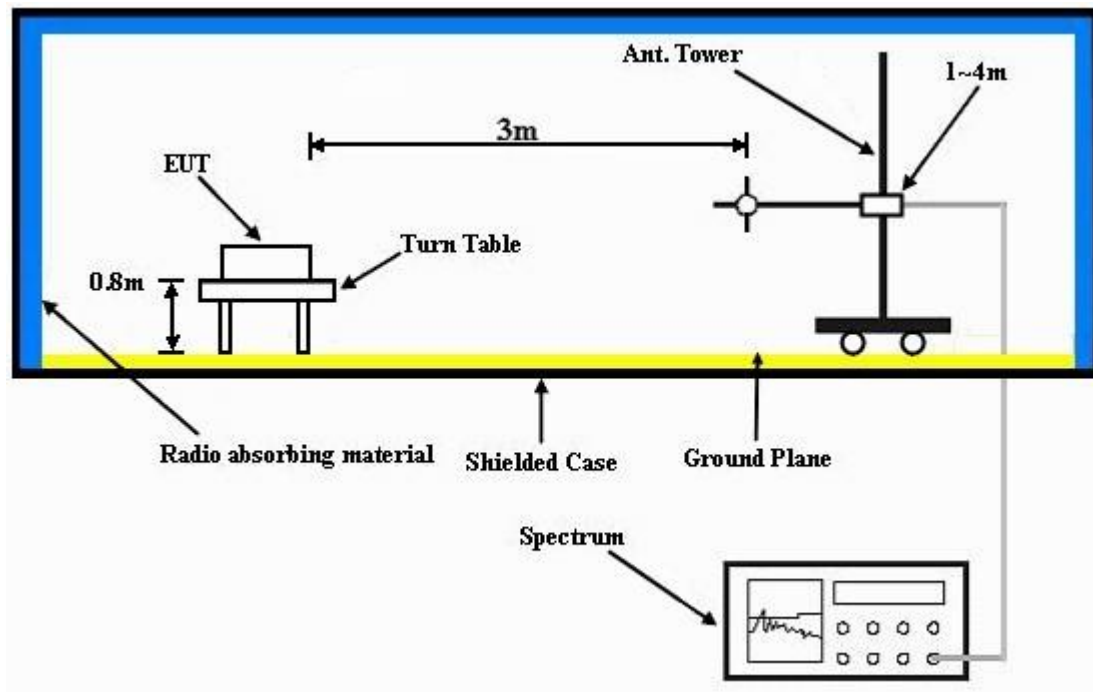 Ant. Tower
1~4m
3m
EUT
Turn Table
0.8m
Radio absorbing material
Shielded Case
Ground Plane
Spectrum